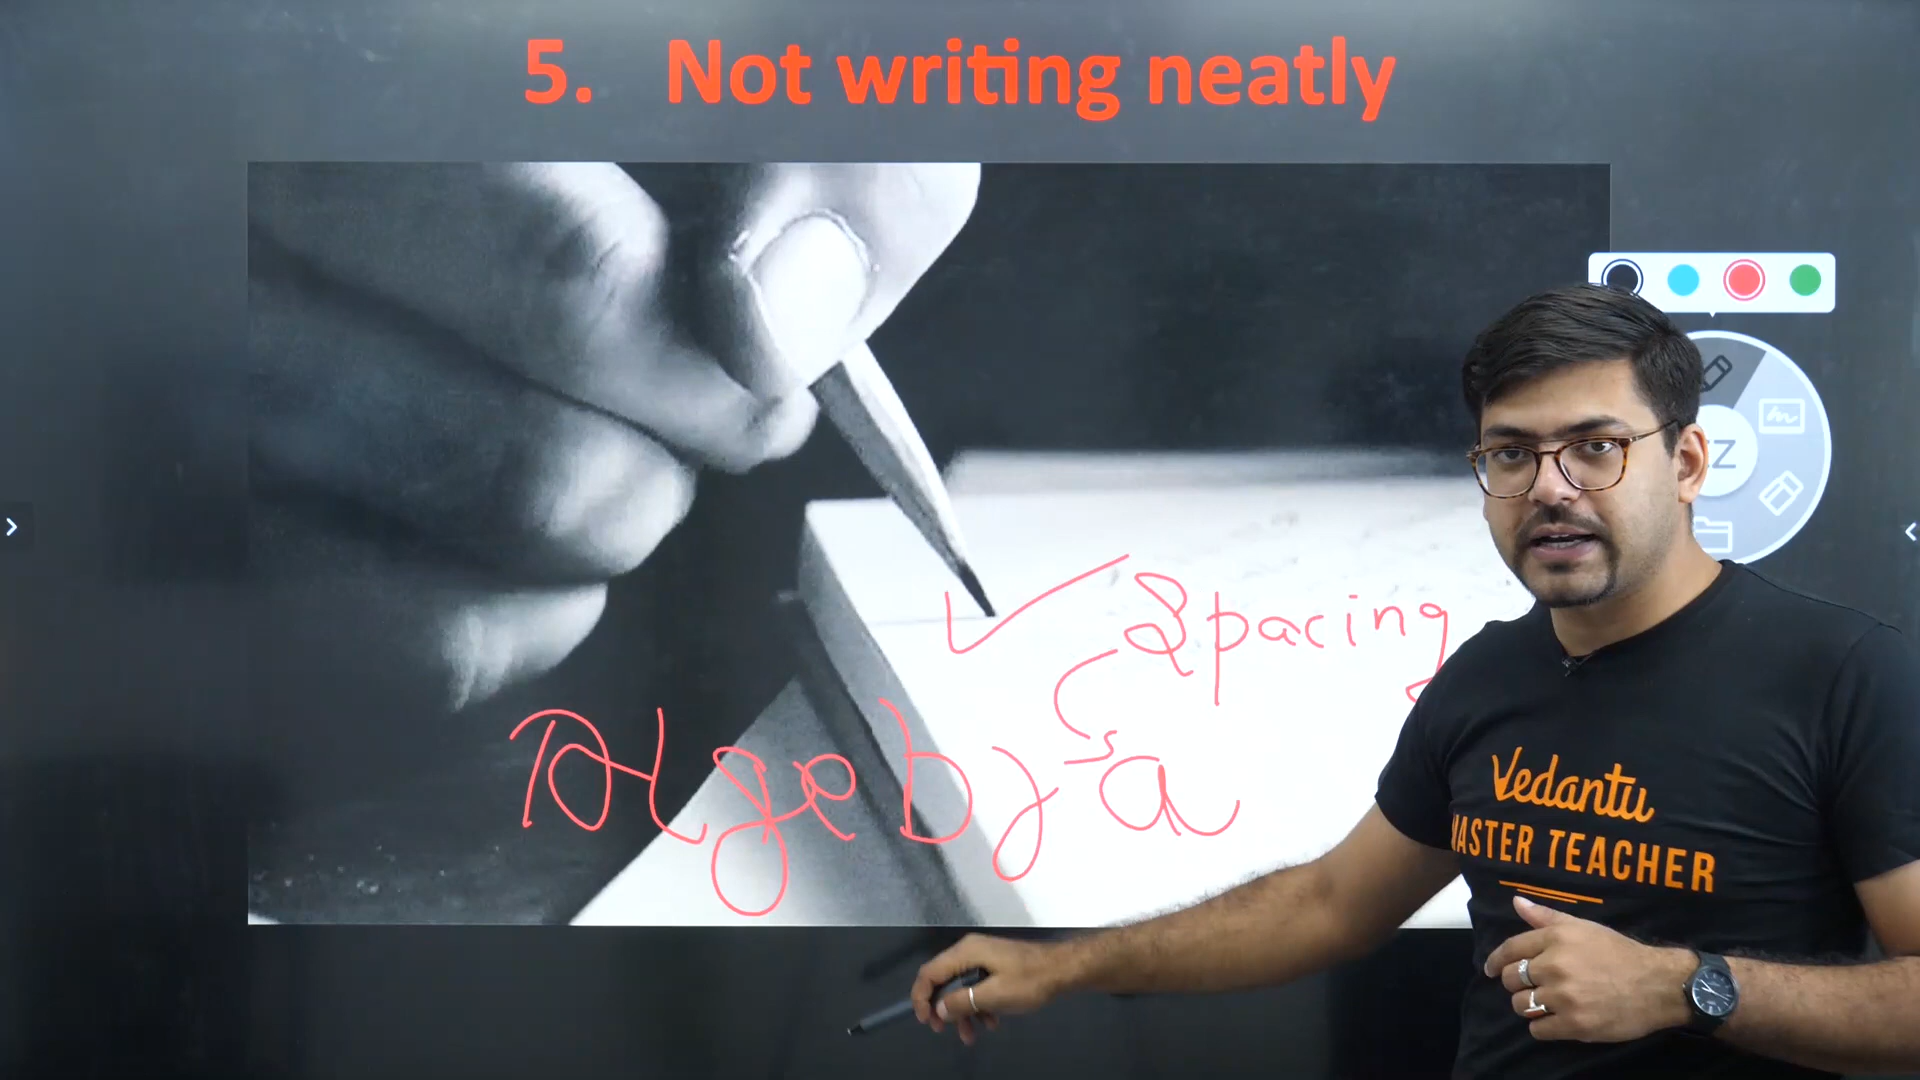 5. Not writing neatly
Spacing
Algebra
Vedantu
MASTER TEACHER